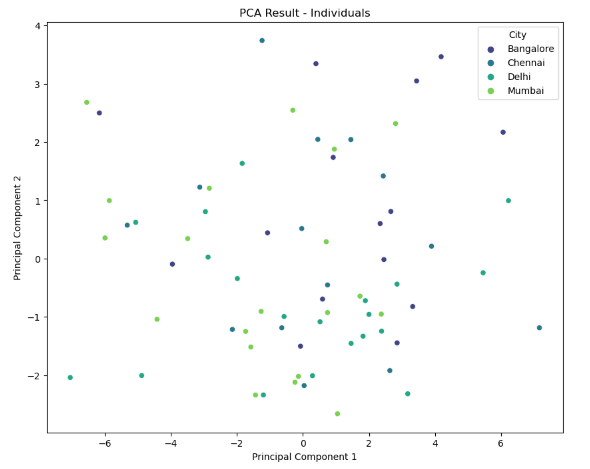 PCA Result - Individuals
City
Bangalore
Chennai
Delhi
Mumbai
4
3
2
1
0
−1
−2
Principal Component 2
−6 −4 −2 0 2 4 6
Principal Component 1